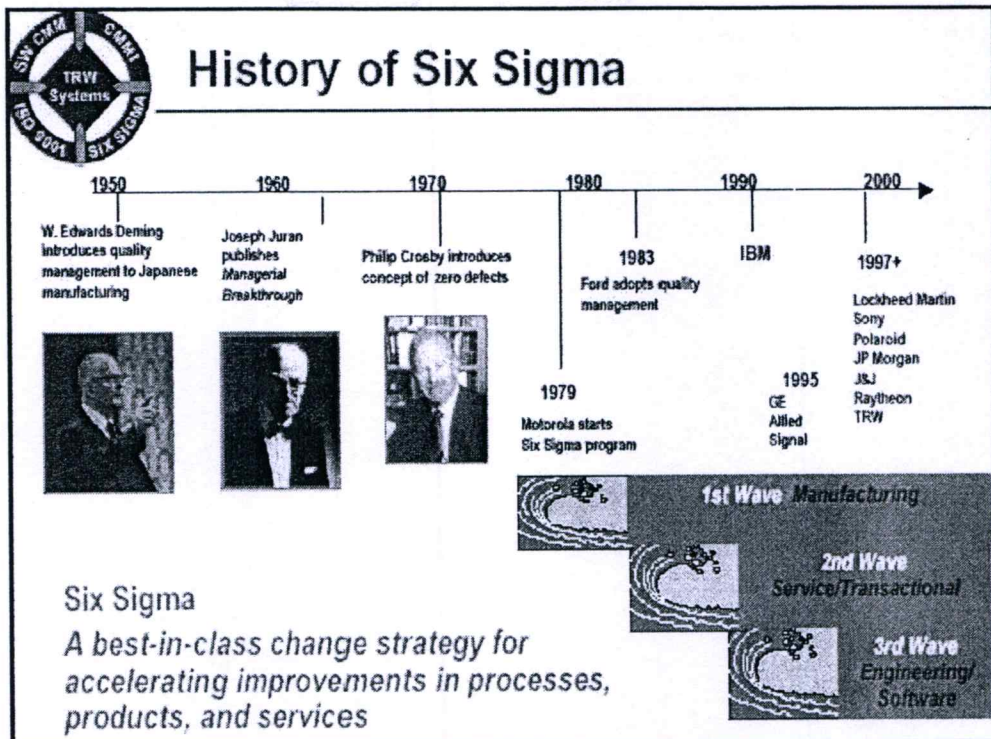 SW CMM
CMMI
TRW
Systems
ISO 9001
SIX SIGMA
History of Six Sigma
1950
1960
1970
1980
1990
2000
W. Edwards Deming
introduces quality
management to Japanese
manufacturing
Joseph Juran
publishes
Managerial
Breakthrough
Philip Crosby introduces
concept of zero defects
1979
Motorola starts
Six Sigma program
1983
Ford adopts quality
management
IBM
1995
GE
Allied
Signal
1997+
Lockheed Martin
Sony
Polaroid
JP Morgan
J&J
Raytheon
TRW
1st Wave Manufacturing
2nd Wave
Service/Transactional
3rd Wave
Engineering/
Software
Six Sigma
A best-in-class change strategy for
accelerating improvements in processes,
products, and services